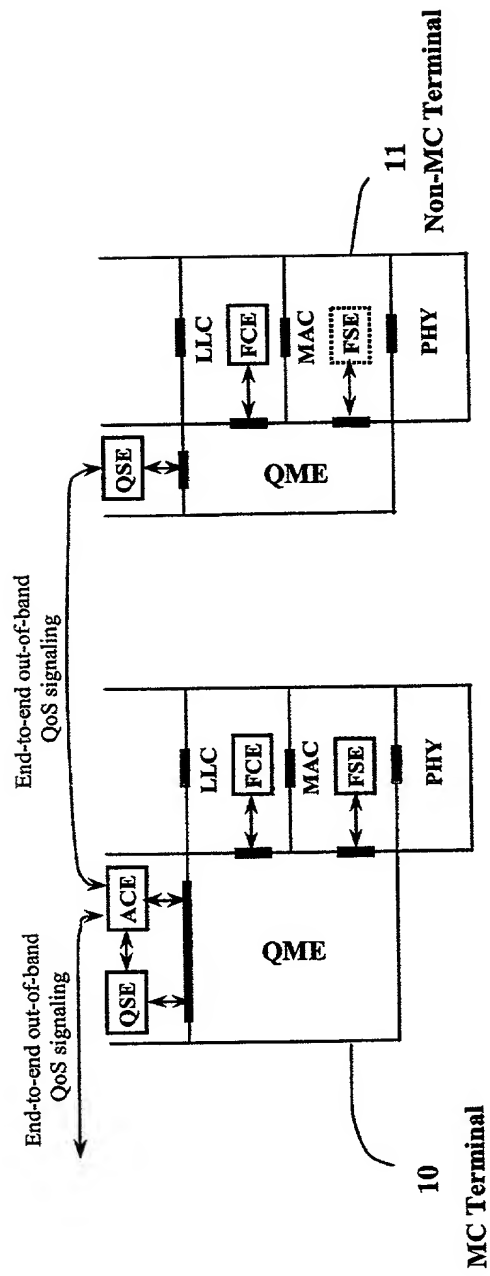 End-to-end out-of-band
QoS signaling
End-to-end out-of-band
QoS signaling
QSE
ACE
QME
LLC
FCE
MAC
FSE
PHY
10
MC Terminal
QSE
QME
LLC
FCE
MAC
FSE
PHY
11
Non-MC Terminal